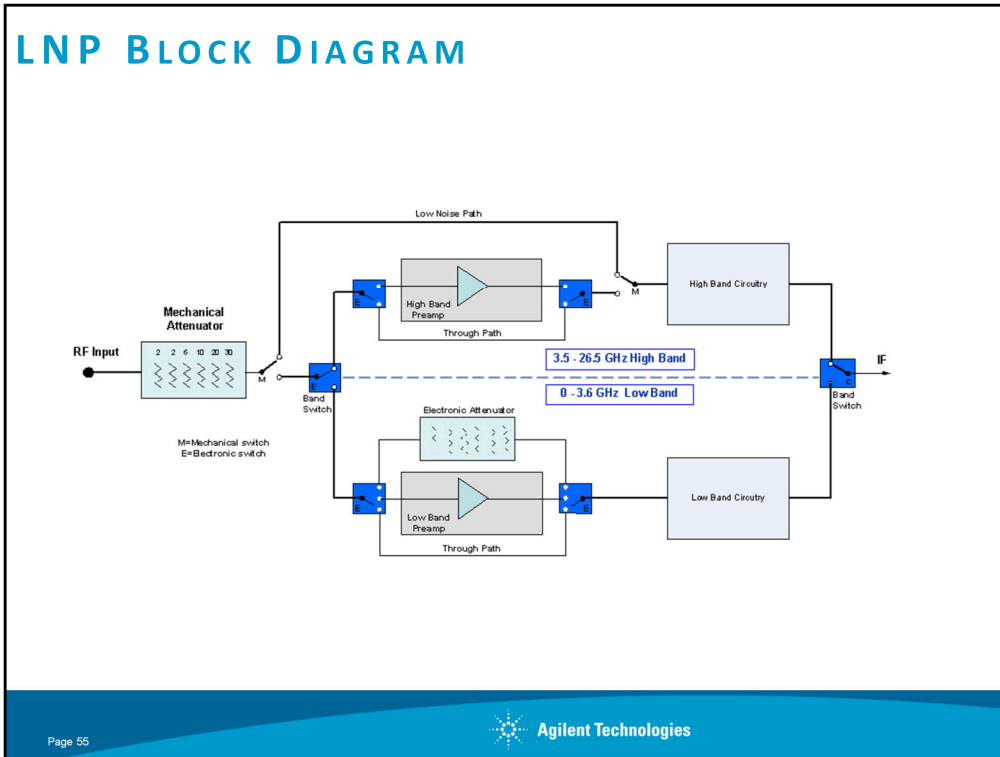 LNP BLOCK DIAGRAM
Low Noise Path
Mechanical
Attenuator
RF Input
2 2 6 10 20 30
M
E
Band
Switch
M=Mechanical switch
E=Electronic switch
E
High Band
Preamp
E
Through Path
M
High Band Circuitry
3.5 - 26.5 GHz High Band
0 - 3.6 GHz Low Band
Electronic Attenuator
E
Low Band
Preamp
E
Through Path
Low Band Circuitry
IF
Band
Switch
Page 55
Agilent Technologies